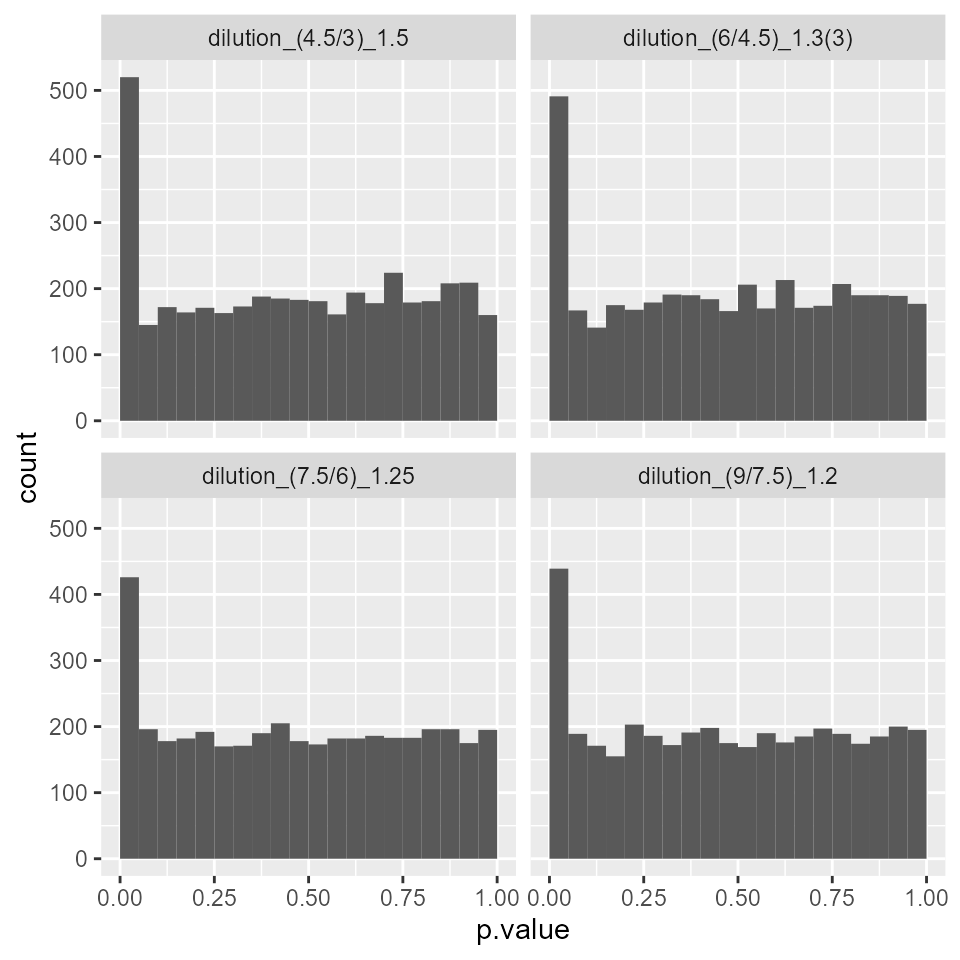 dilution_(4.5/3)_1.5
dilution_(6/4.5)_1.3(3)
500
400
300
200
100
0
dilution_(7.5/6)_1.25
dilution_(9/7.5)_1.2
500
400
300
200
100
0
count
0.00 0.25 0.50 0.75 1.00
0.00 0.25 0.50 0.75 1.00
p.value